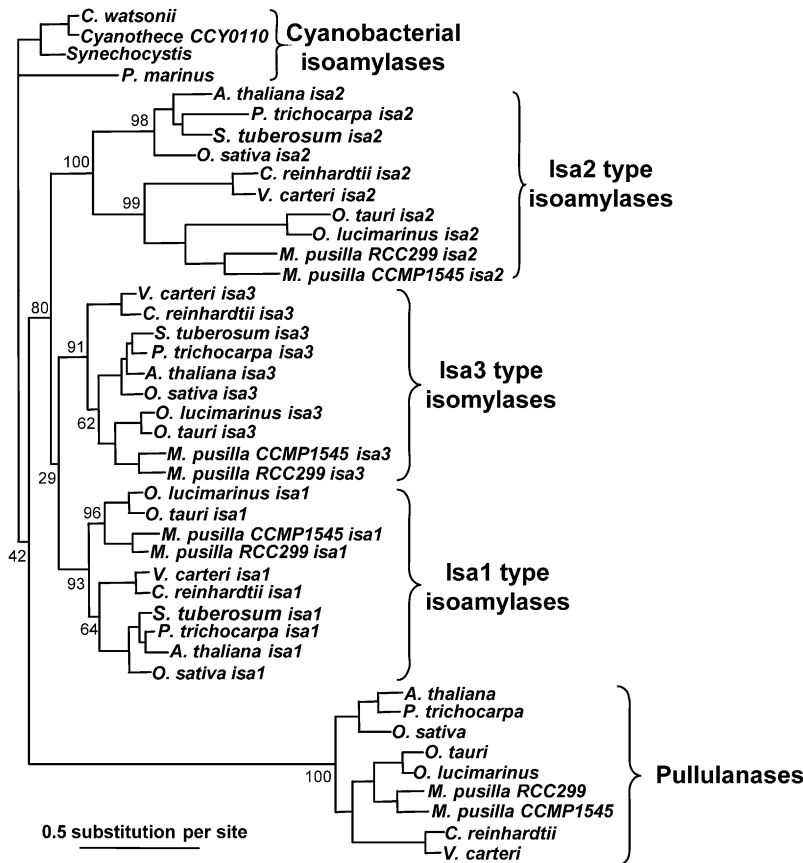 C. watsonii
Cyanothece CCY0110
Synechocystis
P. marinus
Cyanobacterial
isoamylases
A. thaliana isa2
P. trichocarpa isa2
98
S. tuberosum isa2
O. sativa isa2
100
C. reinhardtii isa2
99
V. carteri isa2
O. tauri isa2
O. lucimarinus isa2
M. pusilla RCC299 isa2
M. pusilla CCMP1545 isa2
Isa2 type
isoamylases
80
V. carteri isa3
C. reinhardtii isa3
91
S. tuberosum isa3
P. trichocarpa isa3
A. thaliana isa3
O. sativa isa3
62
O. lucimarinus isa3
O. tauri isa3
M. pusilla CCMP1545 isa3
M. pusilla RCC299 isa3
Isa3 type
isomylases
29
O. lucimarinus isa1
96
O. tauri isa1
M. pusilla CCMP1545 isa1
M. pusilla RCC299 isa1
42
93
V. carteri isa1
C. reinhardtii isa1
64
S. tuberosum isa1
P. trichocarpa isa1
A. thaliana isa1
O. sativa isa1
Isa1 type
isoamylases
A. thaliana
P. trichocarpa
O. sativa
100
O. tauri
O. lucimarinus
M. pusilla RCC299
M. pusilla CCMP1545
C. reinhardtii
V. carteri
Pullulanases
0.5 substitution per site